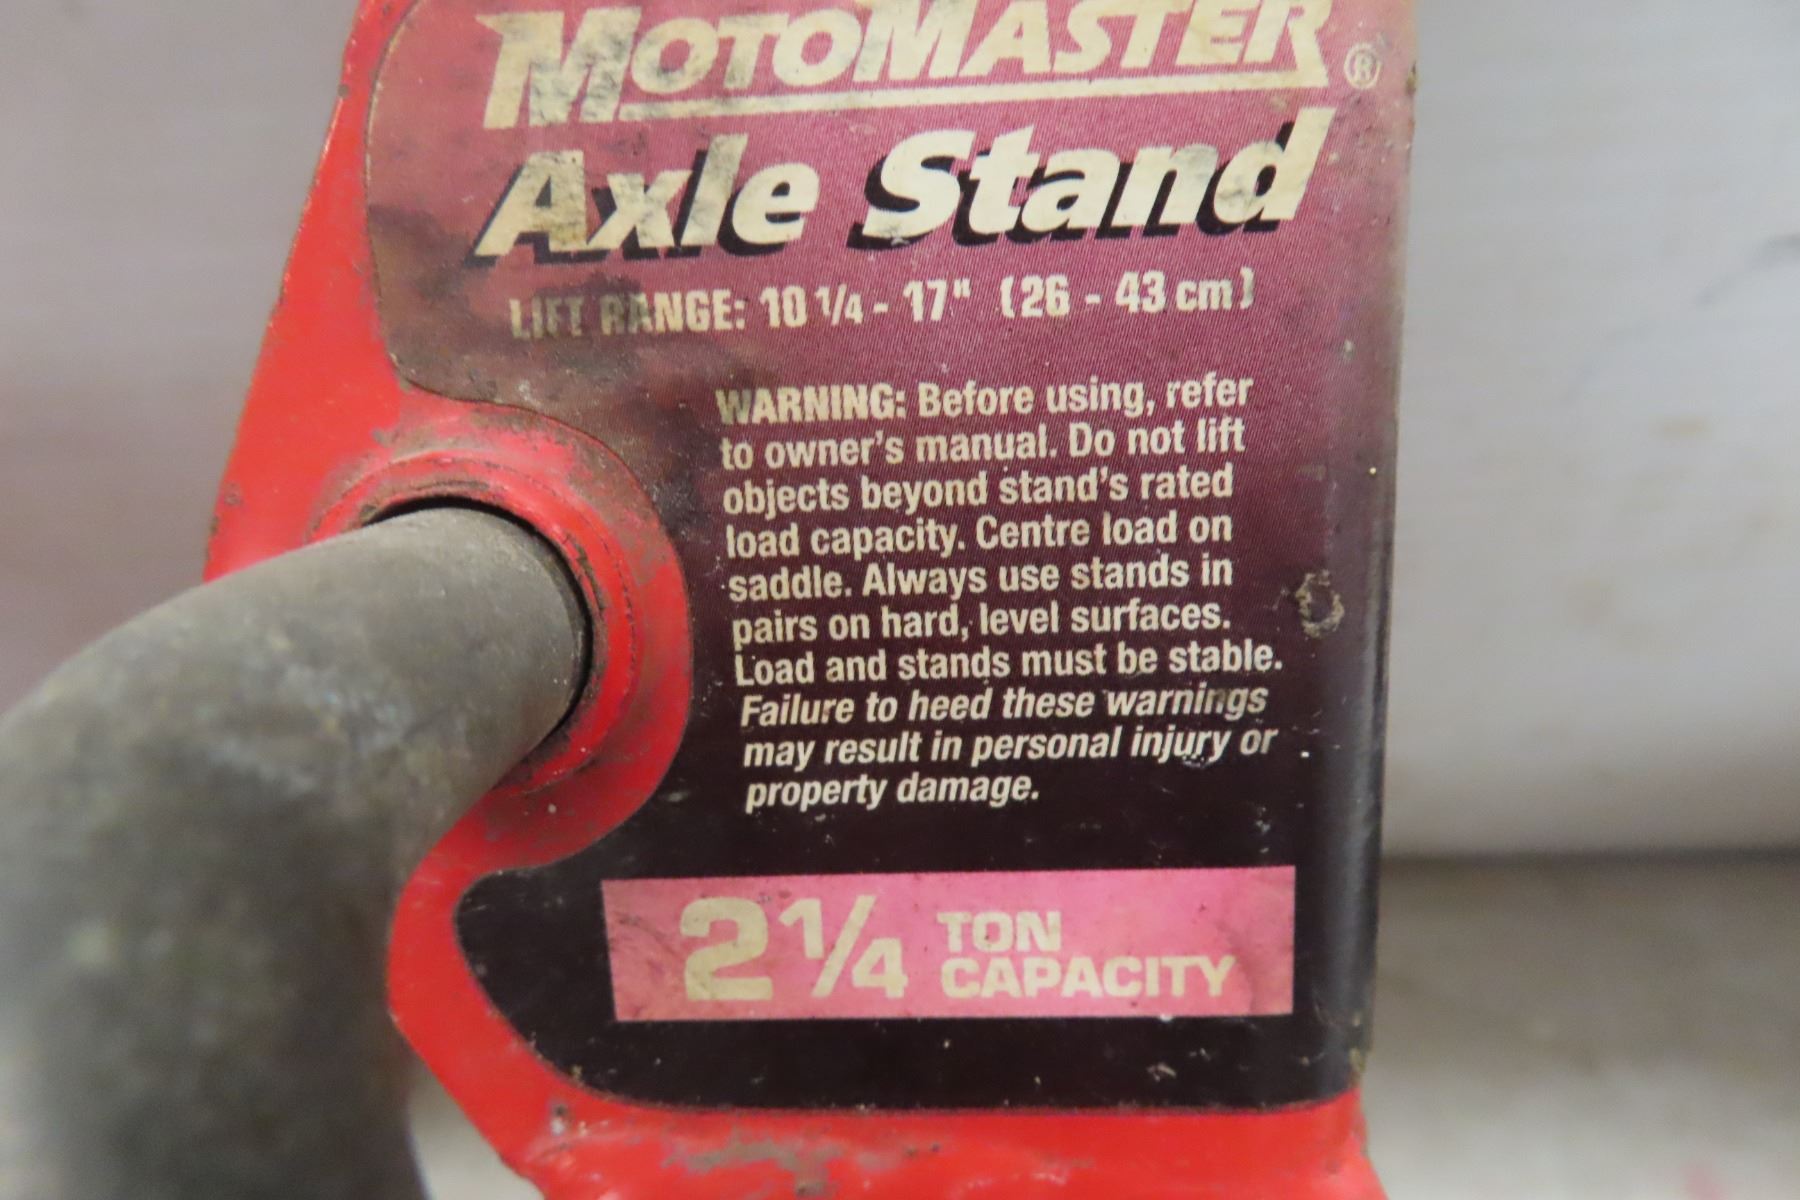 MOTOMASTER ®
Axle Stand
LIFT RANGE: 10 1/4 - 17" (26 - 43 cm)
WARNING: Before using, refer
to owner's manual. Do not lift
objects beyond stand's rated
load capacity. Centre load on
saddle. Always use stands in
pairs on hard, level surfaces.
Load and stands must be stable.
Failure to heed these warnings
may result in personal injury or
property damage.
2 1/4 TON
CAPACITY